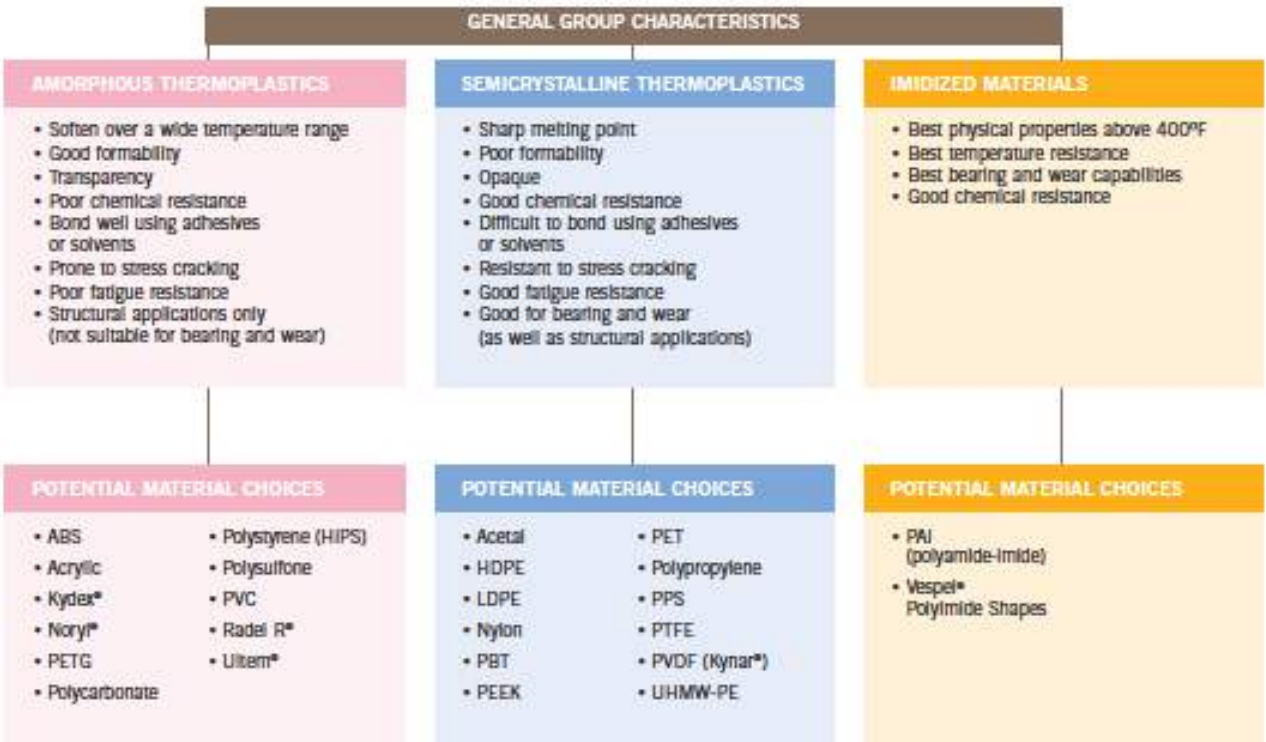 GENERAL GROUP CHARACTERISTICS
AMORPHOUS THERMOPLASTICS
• Soften over a wide temperature range
• Good formability
• Transparency
• Poor chemical resistance
• Bond well using adhesives
or solvents
• Prone to stress cracking
• Poor fatigue resistance
• Structural applications only
(not suitable for bearing and wear)
SEMICRYSTALLINE THERMOPLASTICS
• Sharp melting point
• Poor formability
• Opaque
• Good chemical resistance
• Difficult to bond using adhesives
or solvents
• Resistant to stress cracking
• Good fatigue resistance
• Good for bearing and wear
(as well as structural applications)
IMIDIZED MATERIALS
• Best physical properties above 400ºF
• Best temperature resistance
• Best bearing and wear capabilities
• Good chemical resistance
POTENTIAL MATERIAL CHOICES
• ABS
• Acrylic
• Kydex®
• Noryl®
• PETG
• Polycarbonate
• Polystyrene (HIPS)
• Polysulfone
• PVC
• Radel R®
• Ultem®
POTENTIAL MATERIAL CHOICES
• Acetal
• HDPE
• LDPE
• Nylon
• PBT
• PEEK
• PET
• Polypropylene
• PPS
• PTFE
• PVDF (Kynar®)
• UHMW-PE
POTENTIAL MATERIAL CHOICES
• PAI
(polyamide-imide)
• Vespel®
Polyimide Shapes